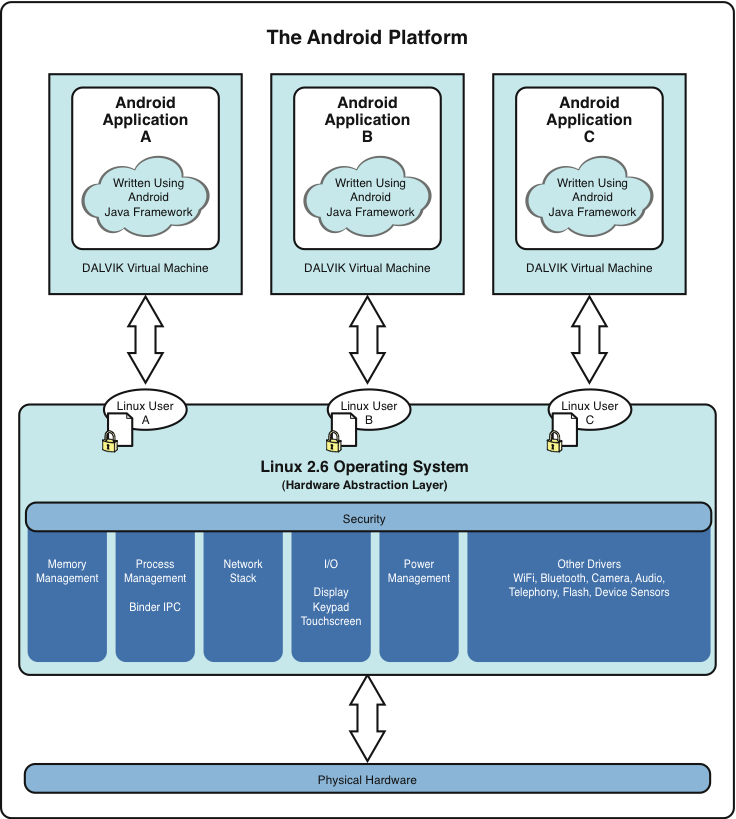 The Android Platform
Android
Application
A
Written Using
Android
Java Framework
DALVIK Virtual Machine
Android
Application
B
Written Using
Android
Java Framework
DALVIK Virtual Machine
Android
Application
C
Written Using
Android
Java Framework
DALVIK Virtual Machine
Linux User
A
Linux User
B
Linux User
C
Linux 2.6 Operating System
(Hardware Abstraction Layer)
Security
Memory
Management
Process
Management
Binder IPC
Network
Stack
I/O
Display
Keypad
Touchscreen
Power
Management
Other Drivers
WiFi, Bluetooth, Camera, Audio,
Telephony, Flash, Device Sensors
Physical Hardware